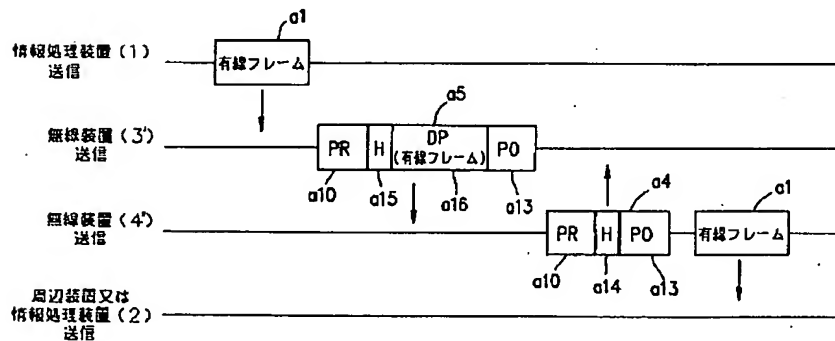 a1
情報処理装置(1)
送信
有線フレーム
a5
無線装置(3')
送信
PR
H
DP
(有線フレーム)
PO
a10
a15
a16
a13
a4
a1
無線装置(4')
送信
PR
H
PO
有線フレーム
a10
a14
a13
周辺装置又は
情報処理装置(2)
送信